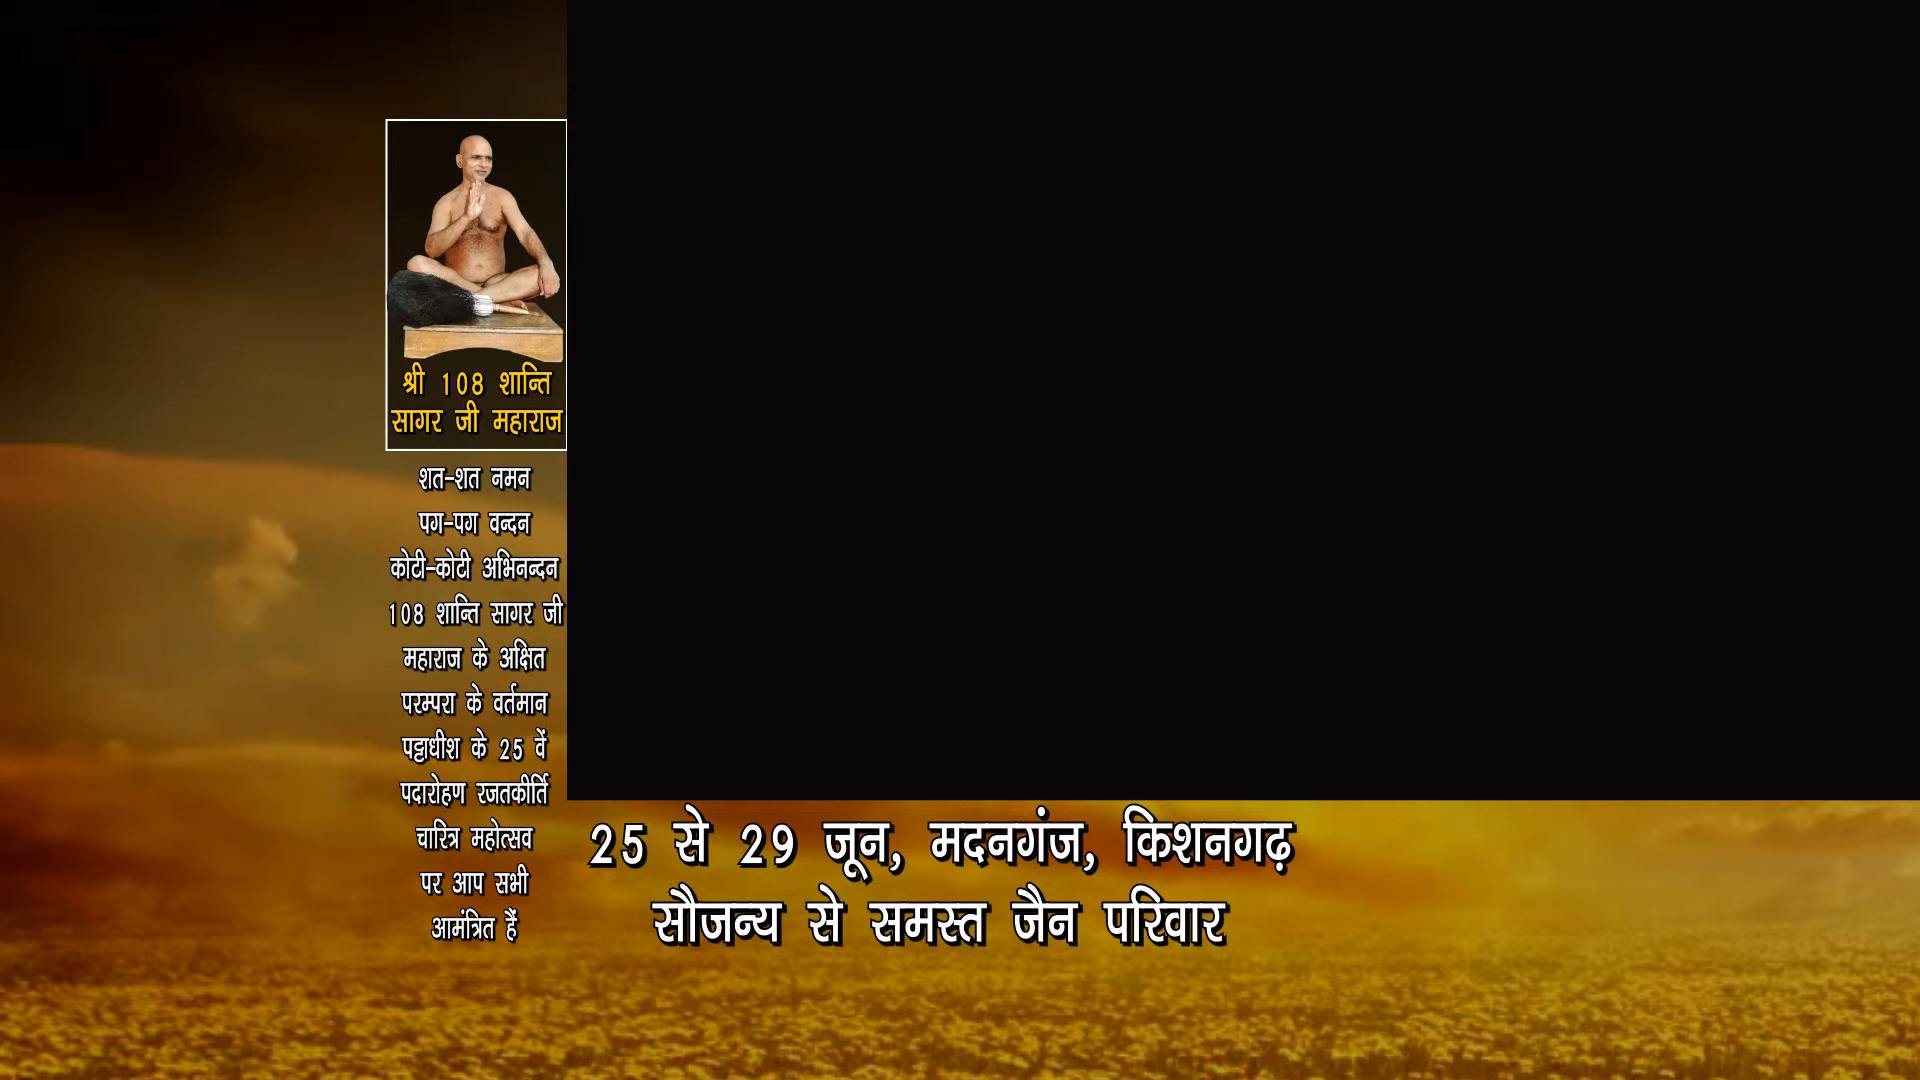 श्री 108 शान्ति
सागर जी महाराज
शत-शत नमन
पग-पग वन्दन
कोटी-कोटी अभिनन्दन
108 शान्ति सागर जी
महाराज के अक्षित
परम्परा के वर्तमान
पट्टाधीश के 25 वें
पदारोहण रजतकीर्ति
चारित्र महोत्सव
पर आप सभी
आमंत्रित हैं
25 से 29 जून, मदनगंज, किशनगढ़
सौजन्य से समस्त जैन परिवार